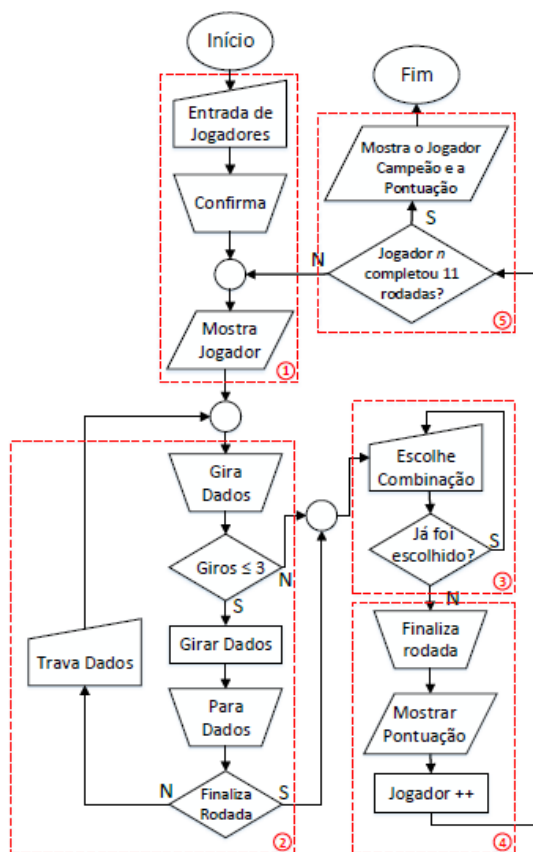 Início
Entrada de
Jogadores
Confirma
Mostra
Jogador
①
Gira
Dados
Giros ≤ 3
N
S
Girar Dados
Trava Dados
Para
Dados
N
S
Finaliza
Rodada
②
Escolhe
Combinação
Já foi
escolhido?
S
③
N
Finaliza
rodada
Mostrar
Pontuação
Jogador ++
④
Fim
Mostra o Jogador
Campeão e a
Pontuação
S
N
Jogador n
completou 11
rodadas?
⑤